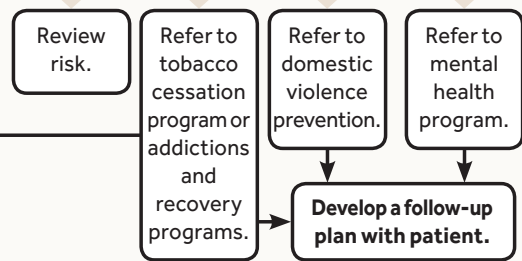 Review
risk.
Refer to
tobacco
cessation
program or
addictions
and
recovery
programs.
Refer to
domestic
violence
prevention.
Refer to
mental
health
program.
Develop a follow-up
plan with patient.